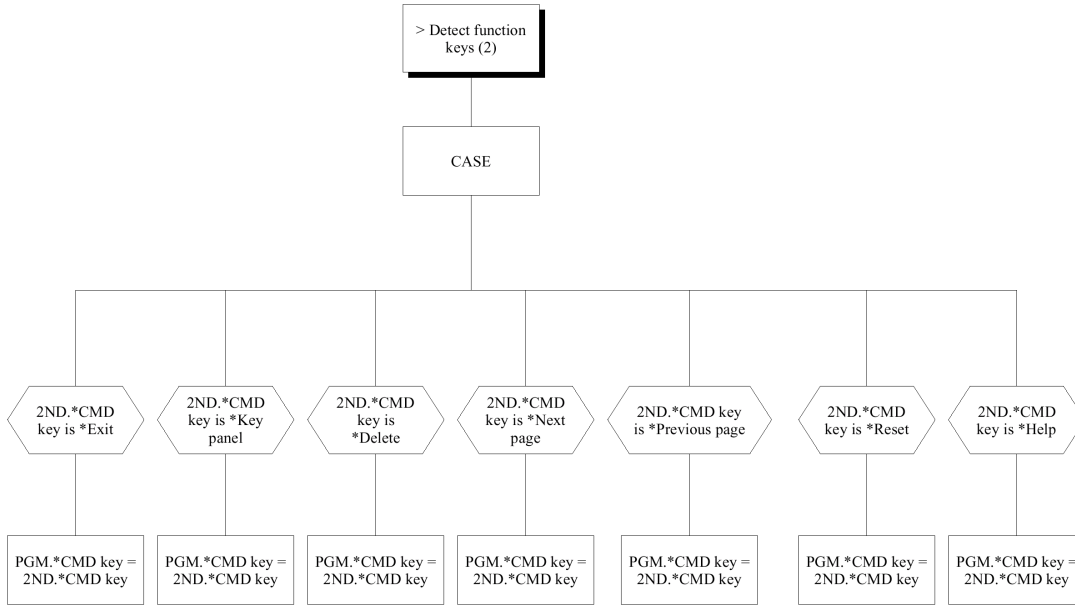 > Detect function
keys (2)
CASE
2ND.*CMD
key is *Exit
2ND.*CMD
key is *Key
panel
2ND.*CMD
key is
*Delete
2ND.*CMD
key is *Next
page
2ND.*CMD key
is *Previous page
2ND.*CMD
key is *Reset
2ND.*CMD
key is *Help
PGM.*CMD key =
2ND.*CMD key
PGM.*CMD key =
2ND.*CMD key
PGM.*CMD key =
2ND.*CMD key
PGM.*CMD key =
2ND.*CMD key
PGM.*CMD key =
2ND.*CMD key
PGM.*CMD key =
2ND.*CMD key
PGM.*CMD key =
2ND.*CMD key